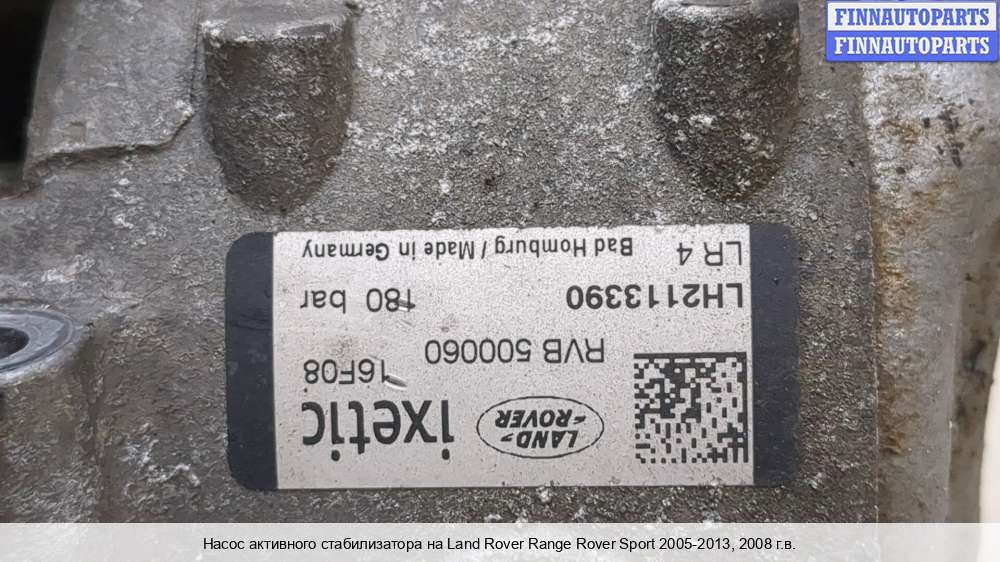 FINNAUTOPARTS
FINNAUTOPARTS
LAND-
-ROVER
ixetic
RVB 500060
16F08
LH2113390
180 bar
LR 4
Bad Homburg / Made in Germany
Насос активного стабилизатора на Land Rover Range Rover Sport 2005-2013, 2008 г.в.